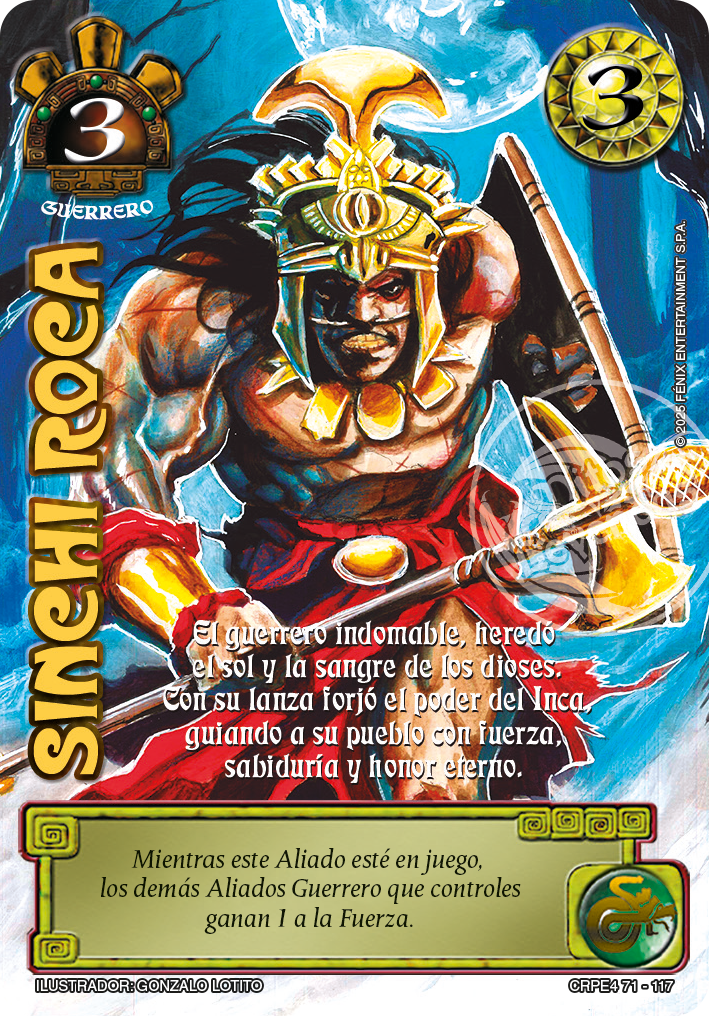 3
3
GUERRERO
SINCHI ROCA
© 2025 FÉNIX ENTERTAINMENT S.P.A.
El guerrero indomable, heredó
el sol y la sangre de los dioses.
Con su lanza forjó el poder del Inca,
guiando a su pueblo con fuerza,
sabiduría y honor eterno.
Mientras este Aliado esté en juego,
los demás Aliados Guerrero que controles
ganan 1 a la Fuerza.
ILUSTRADOR: GONZALO LOTITO
CRPE4 71 - 117